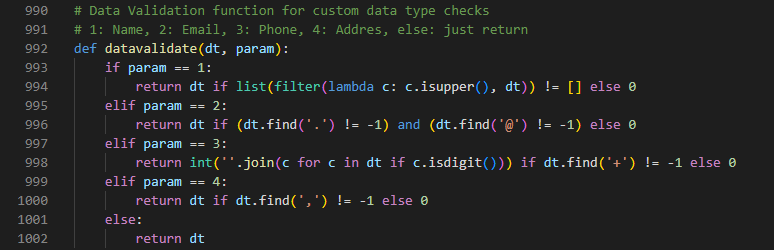 990 # Data Validation function for custom data type checks
991 # 1: Name, 2: Email, 3: Phone, 4: Addres, else: just return
992 def datavalidate(dt, param):
993     if param == 1:
994         return dt if list(filter(lambda c: c.isupper(), dt)) != [] else 0
995     elif param == 2:
996         return dt if (dt.find('.') != -1) and (dt.find('@') != -1) else 0
997     elif param == 3:
998         return int(''.join(c for c in dt if c.isdigit())) if dt.find('+') != -1 else 0
999     elif param == 4:
1000         return dt if dt.find(',') != -1 else 0
1001     else:
1002         return dt